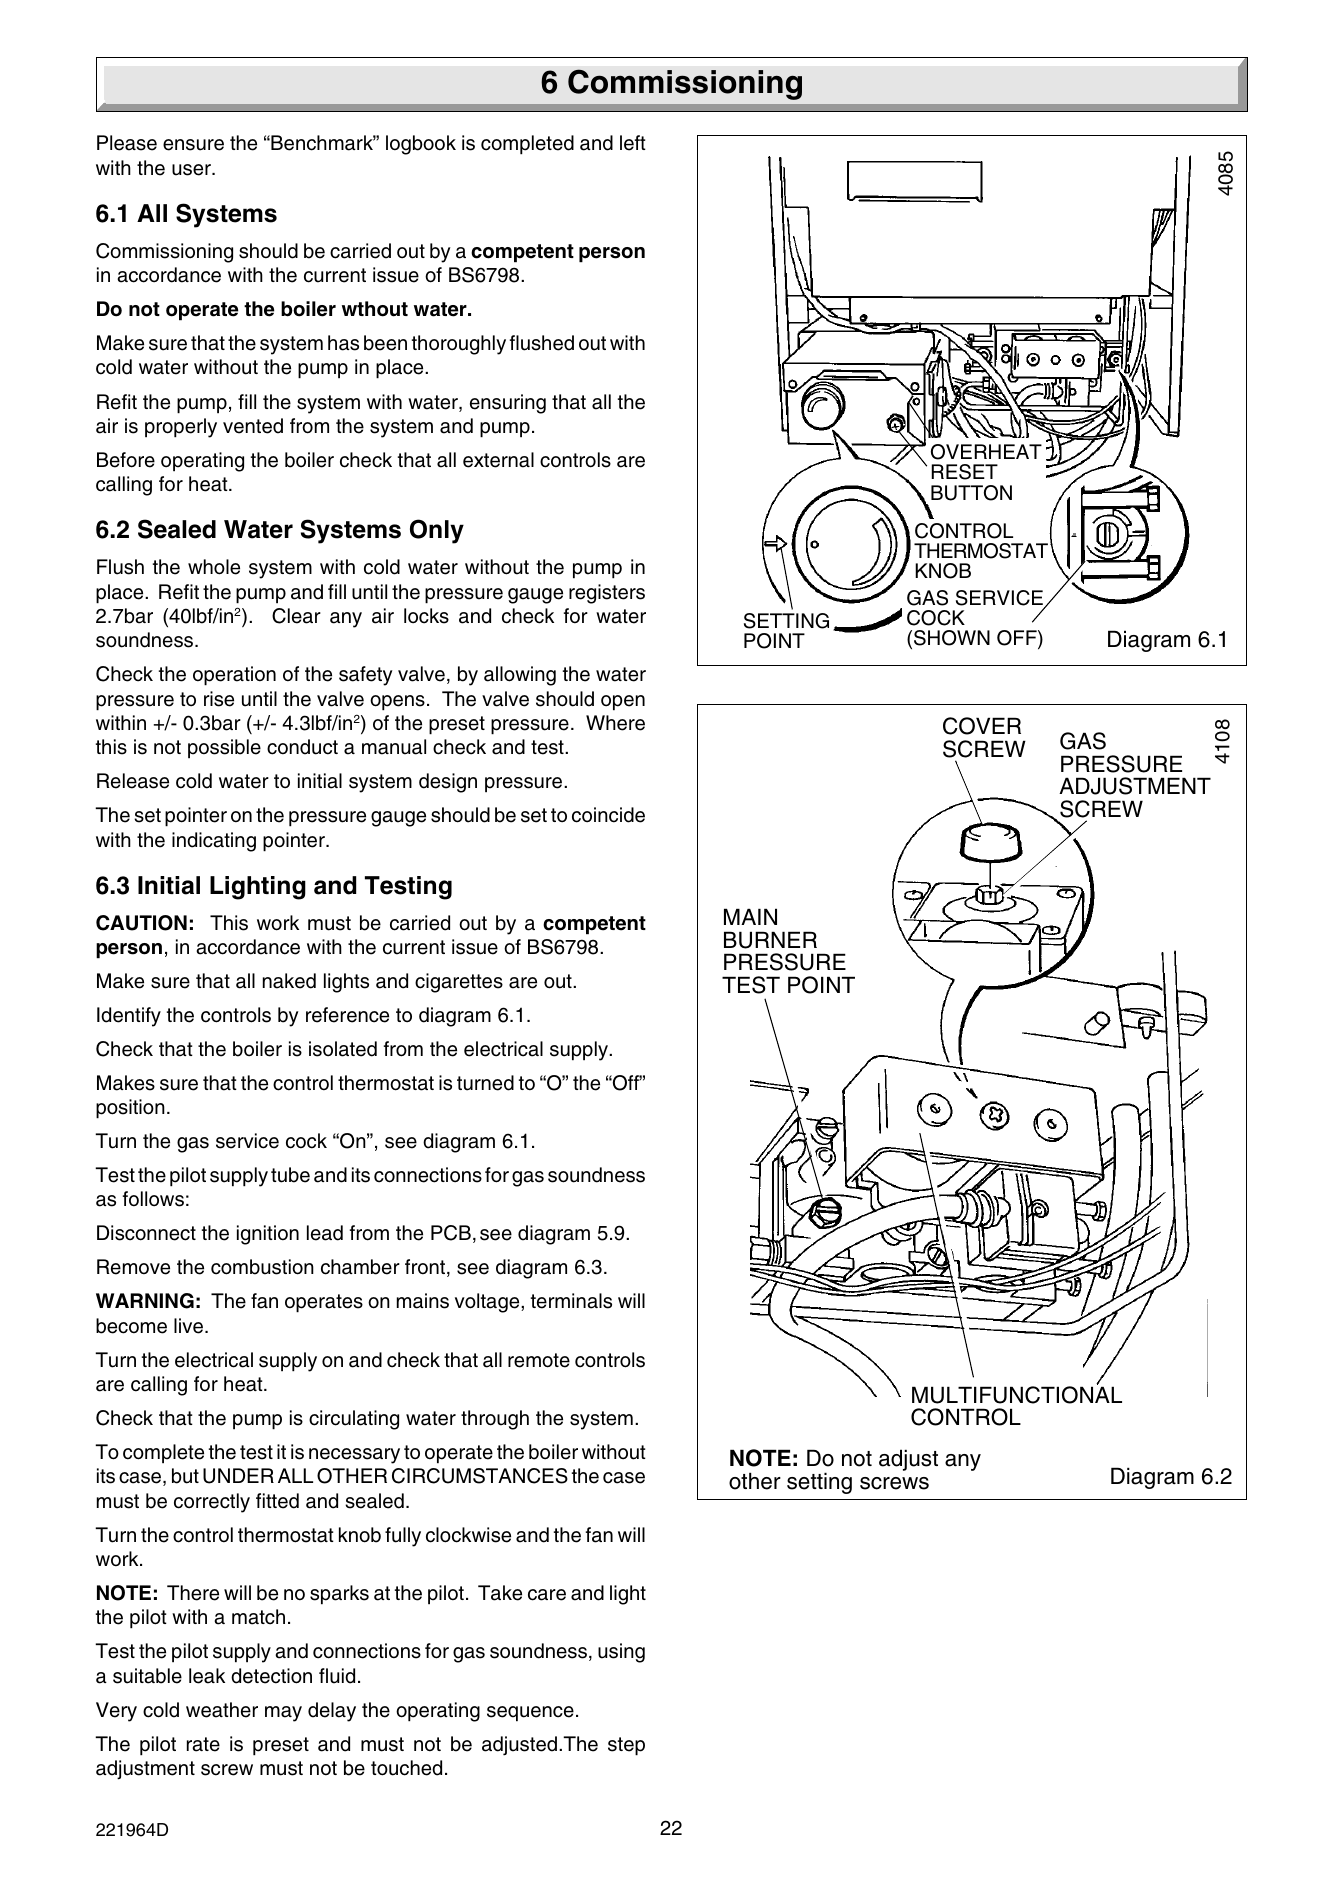 6 Commissioning
Please ensure the “Benchmark” logbook is completed and left
with the user.
6.1 All Systems
Commissioning should be carried out by a competent person
in accordance with the current issue of BS6798.
Do not operate the boiler wthout water.
Make sure that the system has been thoroughly flushed out with
cold water without the pump in place.
Refit the pump, fill the system with water, ensuring that all the
air is properly vented from the system and pump.
Before operating the boiler check that all external controls are
calling for heat.
6.2 Sealed Water Systems Only
Flush the whole system with cold water without the pump in
place. Refit the pump and fill until the pressure gauge registers
2.7bar (40lbf/in²). Clear any air locks and check for water
soundness.
Check the operation of the safety valve, by allowing the water
pressure to rise until the valve opens. The valve should open
within +/- 0.3bar (+/- 4.3lbf/in²) of the preset pressure. Where
this is not possible conduct a manual check and test.
Release cold water to initial system design pressure.
The set pointer on the pressure gauge should be set to coincide
with the indicating pointer.
6.3 Initial Lighting and Testing
CAUTION: This work must be carried out by a competent
person, in accordance with the current issue of BS6798.
Make sure that all naked lights and cigarettes are out.
Identify the controls by reference to diagram 6.1.
Check that the boiler is isolated from the electrical supply.
Makes sure that the control thermostat is turned to “O” the “Off”
position.
Turn the gas service cock “On”, see diagram 6.1.
Test the pilot supply tube and its connections for gas soundness
as follows:
Disconnect the ignition lead from the PCB, see diagram 5.9.
Remove the combustion chamber front, see diagram 6.3.
WARNING: The fan operates on mains voltage, terminals will
become live.
Turn the electrical supply on and check that all remote controls
are calling for heat.
Check that the pump is circulating water through the system.
To complete the test it is necessary to operate the boiler without
its case, but UNDER ALL OTHER CIRCUMSTANCES the case
must be correctly fitted and sealed.
Turn the control thermostat knob fully clockwise and the fan will
work.
NOTE: There will be no sparks at the pilot. Take care and light
the pilot with a match.
Test the pilot supply and connections for gas soundness, using
a suitable leak detection fluid.
Very cold weather may delay the operating sequence.
The pilot rate is preset and must not be adjusted.The step
adjustment screw must not be touched.
4085
OVERHEAT
RESET
BUTTON
CONTROL
THERMOSTAT
KNOB
GAS SERVICE
COCK
(SHOWN OFF)
SETTING
POINT
Diagram 6.1
4108
COVER
SCREW
GAS
PRESSURE
ADJUSTMENT
SCREW
MAIN
BURNER
PRESSURE
TEST POINT
MULTIFUNCTIONAL
CONTROL
NOTE: Do not adjust any
other setting screws
Diagram 6.2
221964D
22